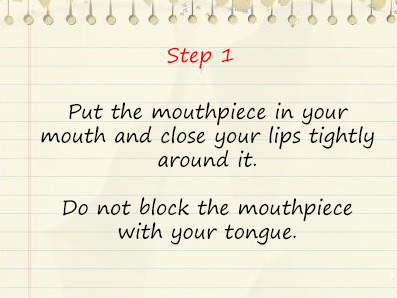 Step 1
Put the mouthpiece in your
mouth and close your lips tightly
around it.
Do not block the mouthpiece
with your tongue.